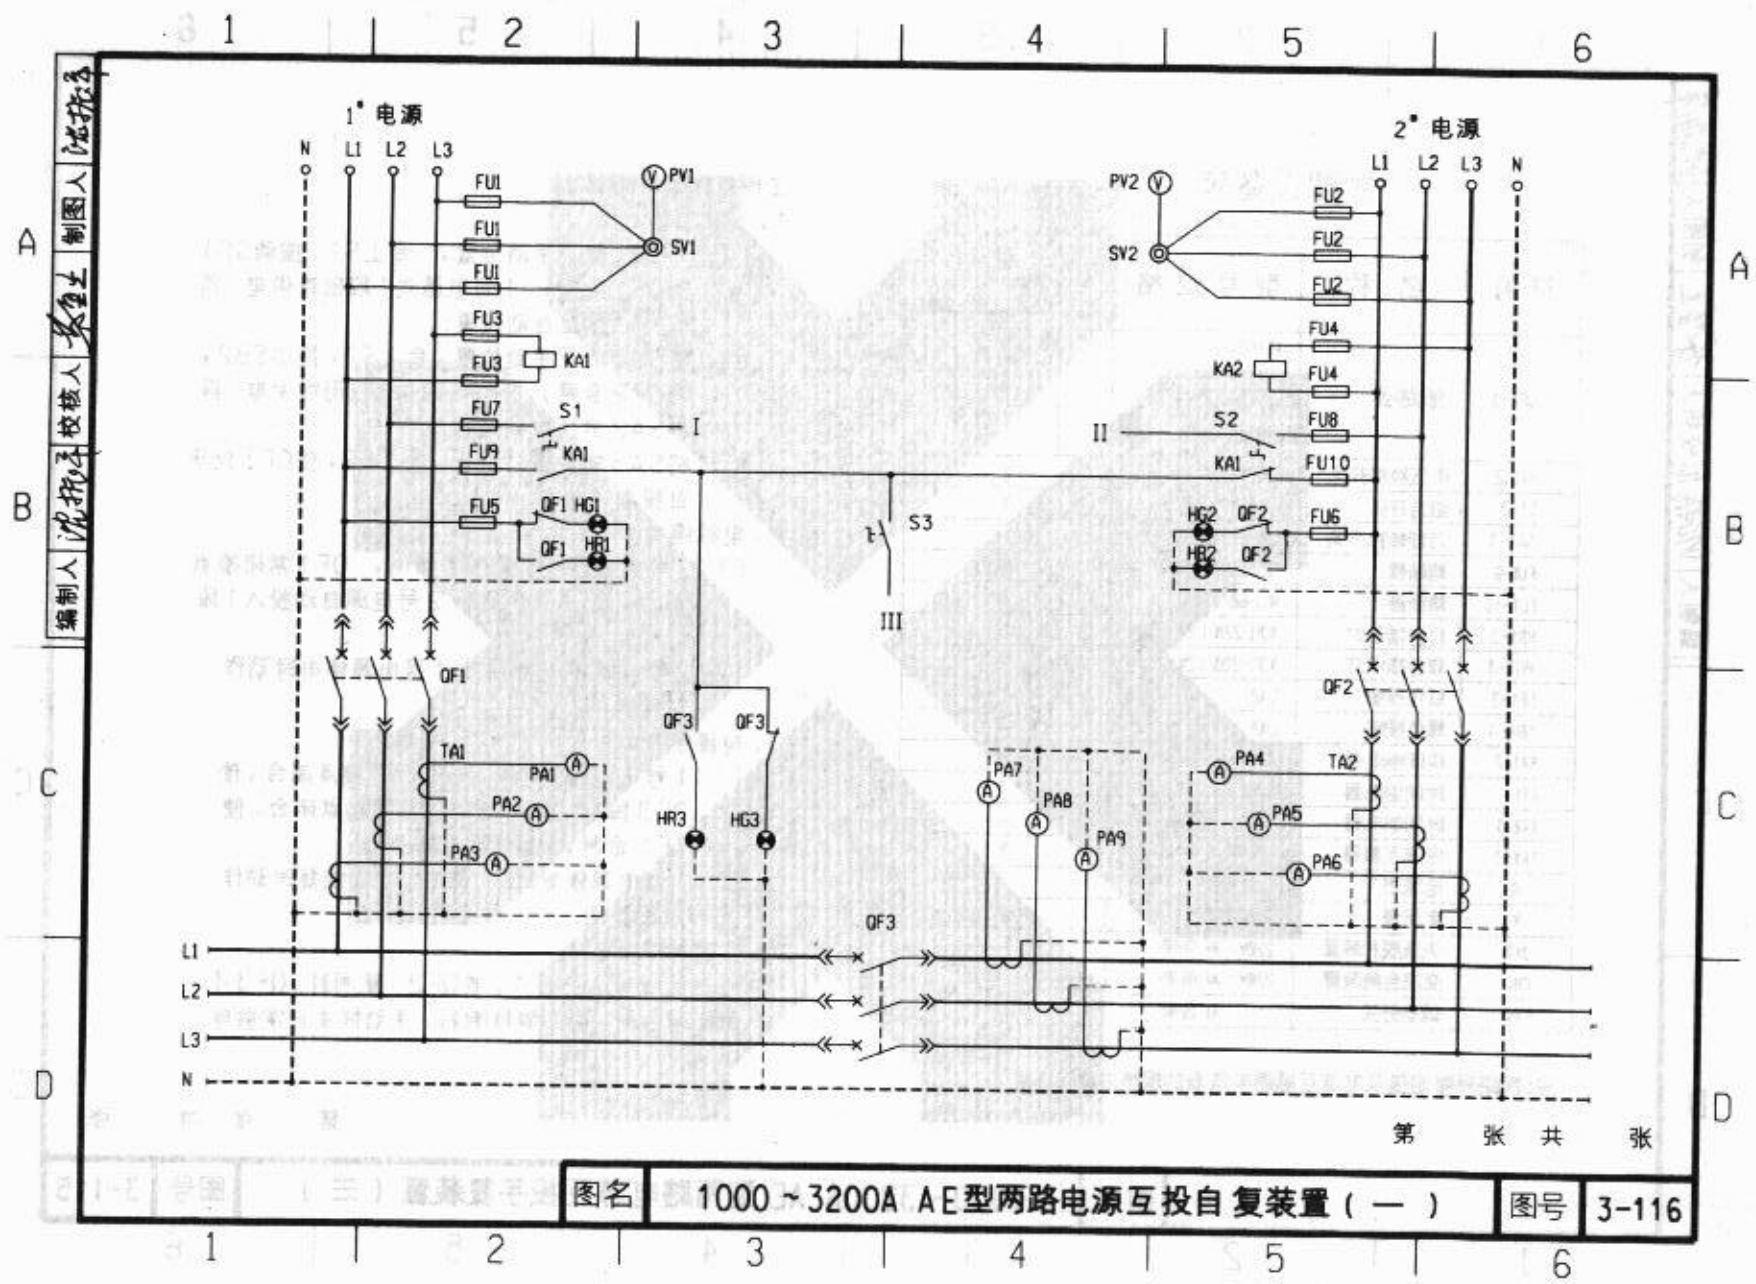 1 2 3 4 5 6
1# 电源
2# 电源
N L1 L2 L3
L1 L2 L3 N
FU1 PV1
PV2 FU2
FU1 SV1
SV2 FU2
FU1
FU2
FU3
FU4
KA1
KA2
FU3
FU4
FU7 S1 I
II S2 FU8
FU9 KA1
KA1 FU10
FU5 QF1 HG1
S3
HG2 QF2 FU6
QF1 HR1
HR2 QF2
III
QF1
QF2
QF3 QF3
TA1 PA1
PA2
PA3
HR3 HG3
PA7
PA8
PA9
PA4 TA2
PA5
PA6
QF3
L1
L2
L3
N
A
B
C
D
A
B
C
D
制图人
校核人
编制人
第 张 共 张
图名 1000~3200A AE型两路电源互投自复装置(一) 图号 3-116
1 2 3 4 5 6